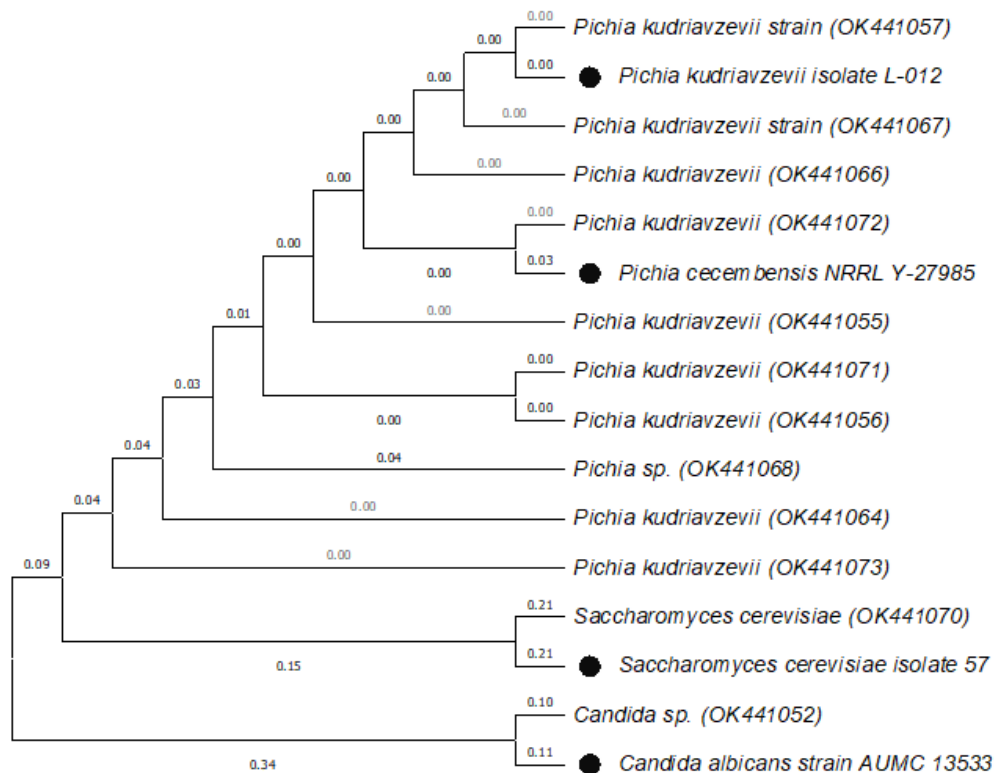 0.00
Pichia kudriavzevii strain (OK441057)
0.00
0.00
Pichia kudriavzevii isolate L-012
0.00
0.00
Pichia kudriavzevii strain (OK441067)
0.00
0.00
Pichia kudriavzevii (OK441066)
0.00
0.00
Pichia kudriavzevii (OK441072)
0.00
0.03
Pichia cecembensis NRRL Y-27985
0.00
0.00
Pichia kudriavzevii (OK441055)
0.01
0.00
Pichia kudriavzevii (OK441071)
0.00
Pichia kudriavzevii (OK441056)
0.00
0.03
0.04
Pichia sp. (OK441068)
0.04
0.00
Pichia kudriavzevii (OK441064)
0.04
0.00
Pichia kudriavzevii (OK441073)
0.09
0.21
Saccharomyces cerevisiae (OK441070)
0.21
Saccharomyces cerevisiae isolate 57
0.15
0.10
Candida sp. (OK441052)
0.11
Candida albicans strain AUMC 13533
0.34